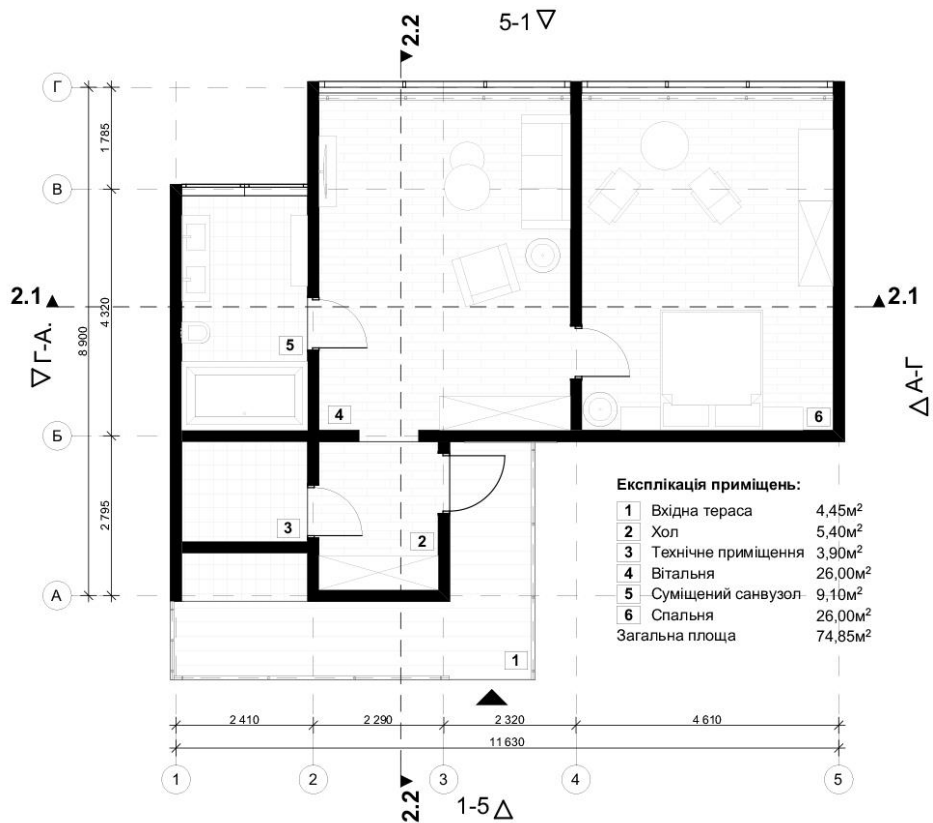 5-1
2.2
Г
В
Б
А
1 785
4 320
2 795
8 900
2.1
2.1
Г-А.
А-Г
5
4
6
3
2
1
Експлікація приміщень:
1 Вхідна тераса 4,45м²
2 Хол 5,40м²
3 Технічне приміщення 3,90м²
4 Вітальня 26,00м²
5 Суміщений санвузол 9,10м²
6 Спальня 26,00м²
Загальна площа 74,85м²
2 410 2 290 2 320 4 610
11 630
1 2 3 4 5
2.2
1-5